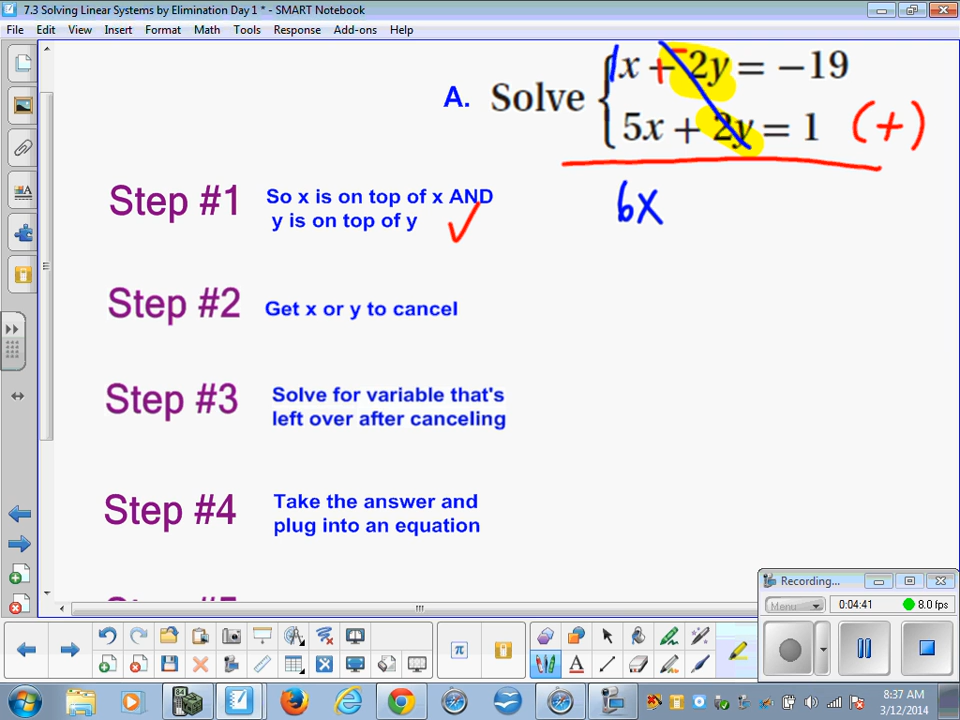 7.3 Solving Linear Systems by Elimination Day 1 * - SMART Notebook
File Edit View Insert Format Math Tools Response Add-ons Help
A. Solve
1x + -2y = -19
5x + 2y = 1 (+)
6x
Step #1 So x is on top of x AND
y is on top of y ✓
Step #2 Get x or y to cancel
Step #3 Solve for variable that's
left over after canceling
Step #4 Take the answer and
plug into an equation
Recording...
Menu 0:04:41 8.0 fps
π
8:37 AM
3/12/2014